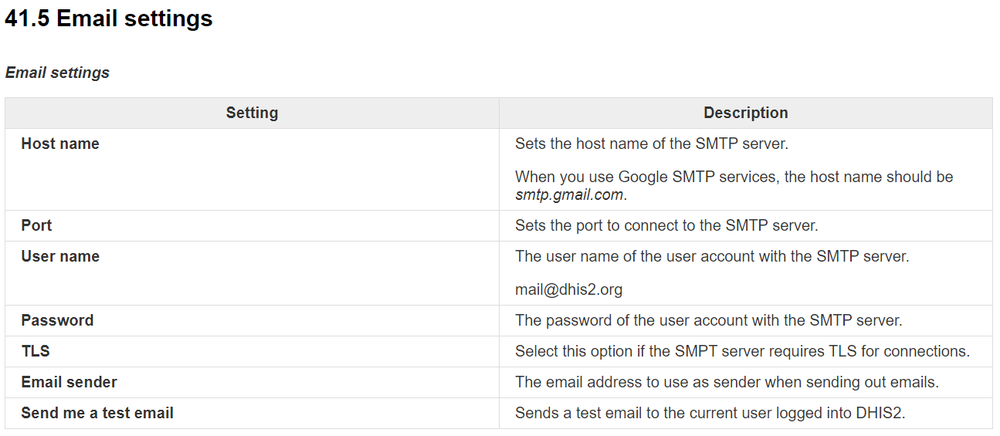 41.5 Email settings
Email settings
Setting Description
Host name Sets the host name of the SMTP server.
When you use Google SMTP services, the host name should be
smtp.gmail.com.
Port Sets the port to connect to the SMTP server.
User name The user name of the user account with the SMTP server.
mail@dhis2.org
Password The password of the user account with the SMTP server.
TLS Select this option if the SMPT server requires TLS for connections.
Email sender The email address to use as sender when sending out emails.
Send me a test email Sends a test email to the current user logged into DHIS2.